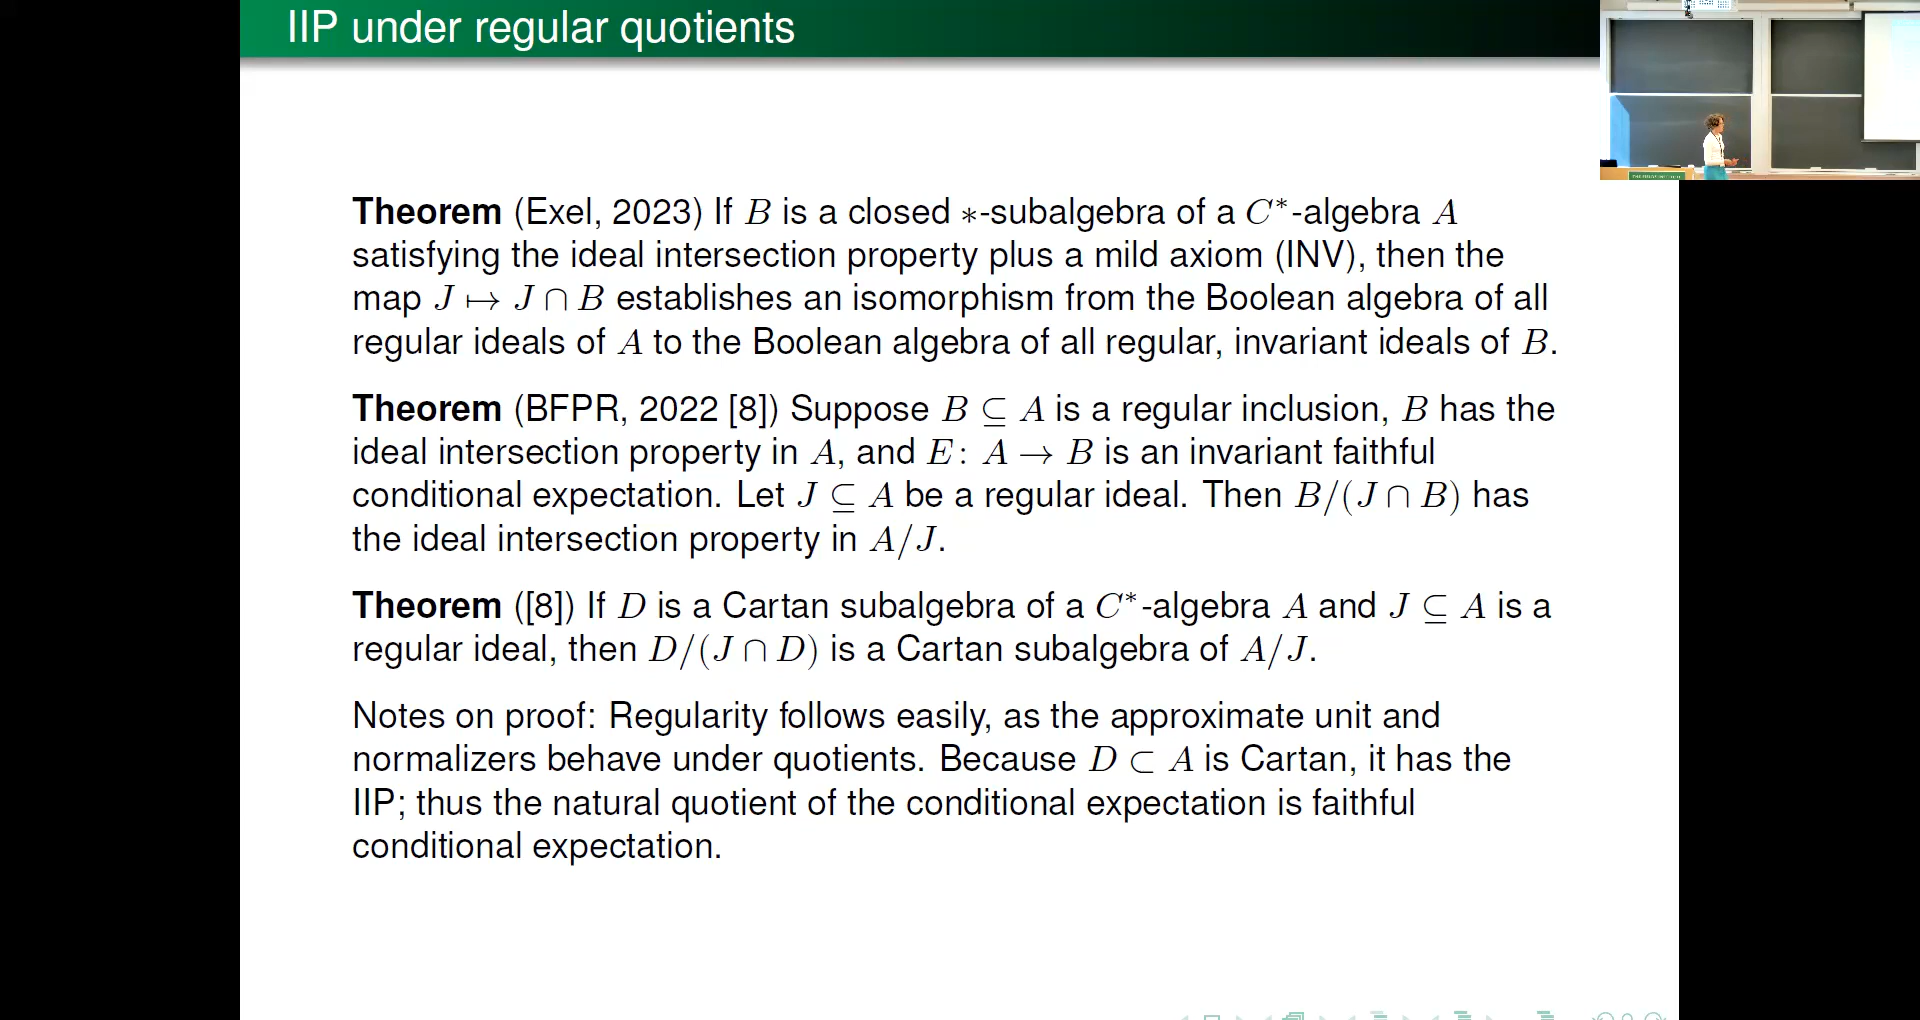 IIP under regular quotients
Theorem (Exel, 2023) If B is a closed ∗-subalgebra of a C*-algebra A
satisfying the ideal intersection property plus a mild axiom (INV), then the
map J ↦ J ∩ B establishes an isomorphism from the Boolean algebra of all
regular ideals of A to the Boolean algebra of all regular, invariant ideals of B.
Theorem (BFPR, 2022 [8]) Suppose B ⊆ A is a regular inclusion, B has the
ideal intersection property in A, and E: A → B is an invariant faithful
conditional expectation. Let J ⊆ A be a regular ideal. Then B/(J ∩ B) has
the ideal intersection property in A/J.
Theorem ([8]) If D is a Cartan subalgebra of a C*-algebra A and J ⊆ A is a
regular ideal, then D/(J ∩ D) is a Cartan subalgebra of A/J.
Notes on proof: Regularity follows easily, as the approximate unit and
normalizers behave under quotients. Because D ⊂ A is Cartan, it has the
IIP; thus the natural quotient of the conditional expectation is faithful
conditional expectation.